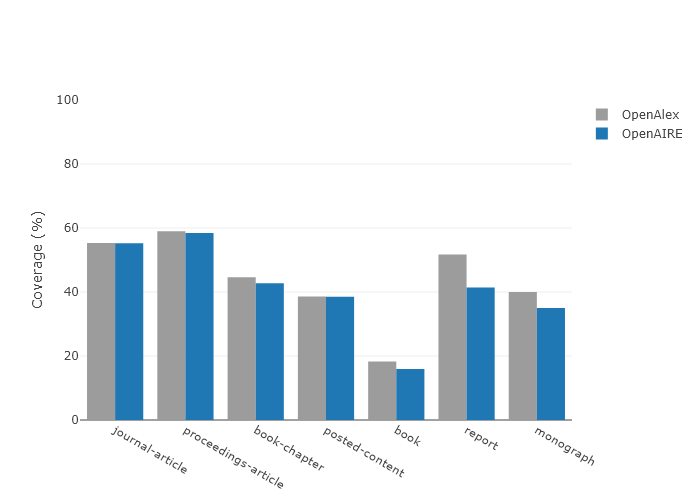 100
80
60
40
20
0
Coverage (%)
OpenAlex
OpenAIRE
journal-article
proceedings-article
book-chapter
posted-content
book
report
monograph